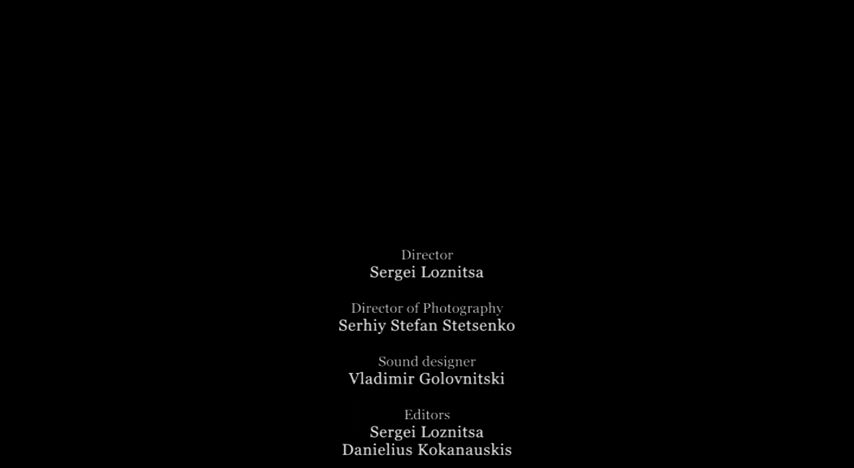 Director
Sergei Loznitsa
Director of Photography
Serhiy Stefan Stetsenko
Sound designer
Vladimir Golovnitski
Editors
Sergei Loznitsa
Danielius Kokanauskis